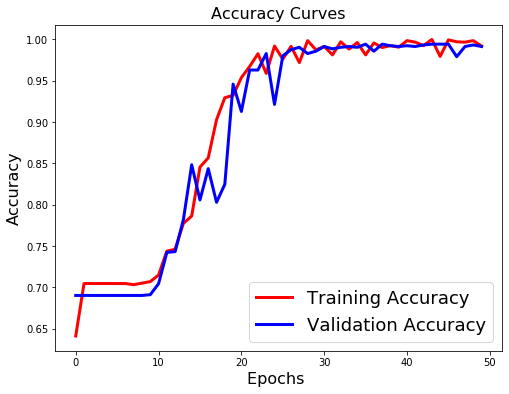 Accuracy Curves
1.00
0.95
0.90
0.85
0.80
0.75
0.70
0.65
Accuracy
Training Accuracy
Validation Accuracy
0 10 20 30 40 50
Epochs